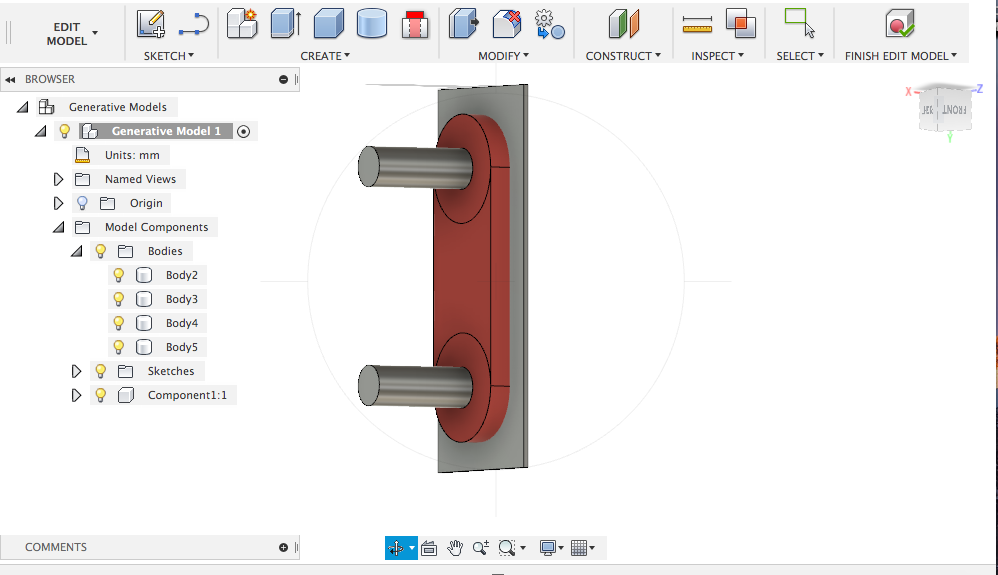 EDIT
MODEL
SKETCH
CREATE
MODIFY
CONSTRUCT
INSPECT
SELECT
FINISH EDIT MODEL
BROWSER
Generative Models
Generative Model 1
Units: mm
Named Views
Origin
Model Components
Bodies
Body2
Body3
Body4
Body5
Sketches
Component1:1
X
Z
FRONT
Y
COMMENTS